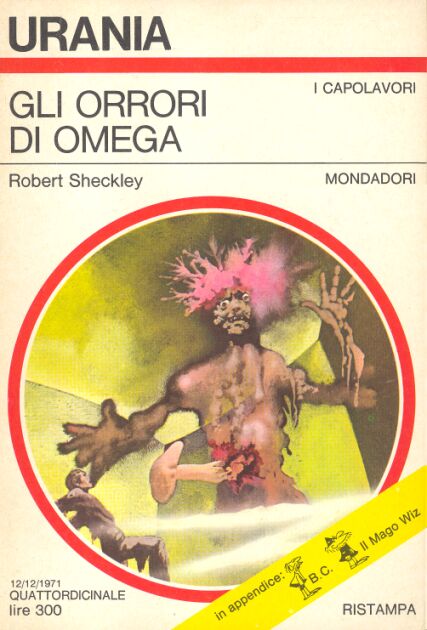 URANIA
I CAPOLAVORI
GLI ORRORI
DI OMEGA
Robert Sheckley
MONDADORI
12/12/1971
QUATTORDICINALE
lire 300
in appendice:
B.C.
Il Mago Wiz
RISTAMPA